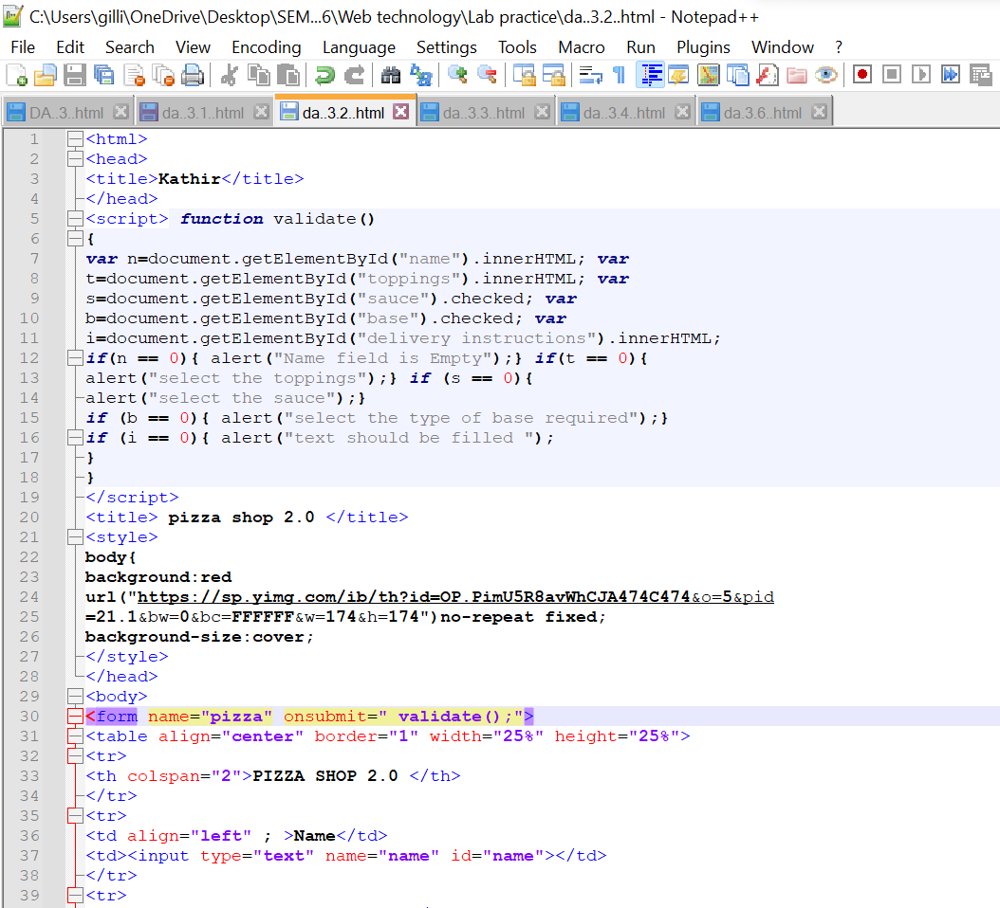 C:\Users\gilli\OneDrive\Desktop\SEM...6\Web technology\Lab practice\da..3.2..html - Notepad++
File Edit Search View Encoding Language Settings Tools Macro Run Plugins Window ?
DA..3..html da..3.1..html da..3.2..html da..3.3..html da..3.4..html da.3.6..html
1 <html>
2 <head>
3 <title>Kathir</title>
4 </head>
5 <script> function validate()
6 {
7 var n=document.getElementById("name").innerHTML; var
8 t=document.getElementById("toppings").innerHTML; var
9 s=document.getElementById("sauce").checked; var
10 b=document.getElementById("base").checked; var
11 i=document.getElementById("delivery instructions").innerHTML;
12 if(n == 0){ alert("Name field is Empty");} if(t == 0){
13 alert("select the toppings");} if (s == 0){
14 alert("select the sauce");}
15 if (b == 0){ alert("select the type of base required");}
16 if (i == 0){ alert("text should be filled ");
17 }
18 }
19 </script>
20 <title> pizza shop 2.0 </title>
21 <style>
22 body{
23 background:red
24 url("https://sp.yimg.com/ib/th?id=OP.PimU5R8avWhCJA474C474&o=5&pid
25 =21.1&bw=0&bc=FFFFFF&w=174&h=174")no-repeat fixed;
26 background-size:cover;
27 </style>
28 </head>
29 <body>
30 <form name="pizza" onsubmit=" validate();">
31 <table align="center" border="1" width="25%" height="25%">
32 <tr>
33 <th colspan="2">PIZZA SHOP 2.0 </th>
34 </tr>
35 <tr>
36 <td align="left" ; >Name</td>
37 <td><input type="text" name="name" id="name"></td>
38 </tr>
39 <tr>